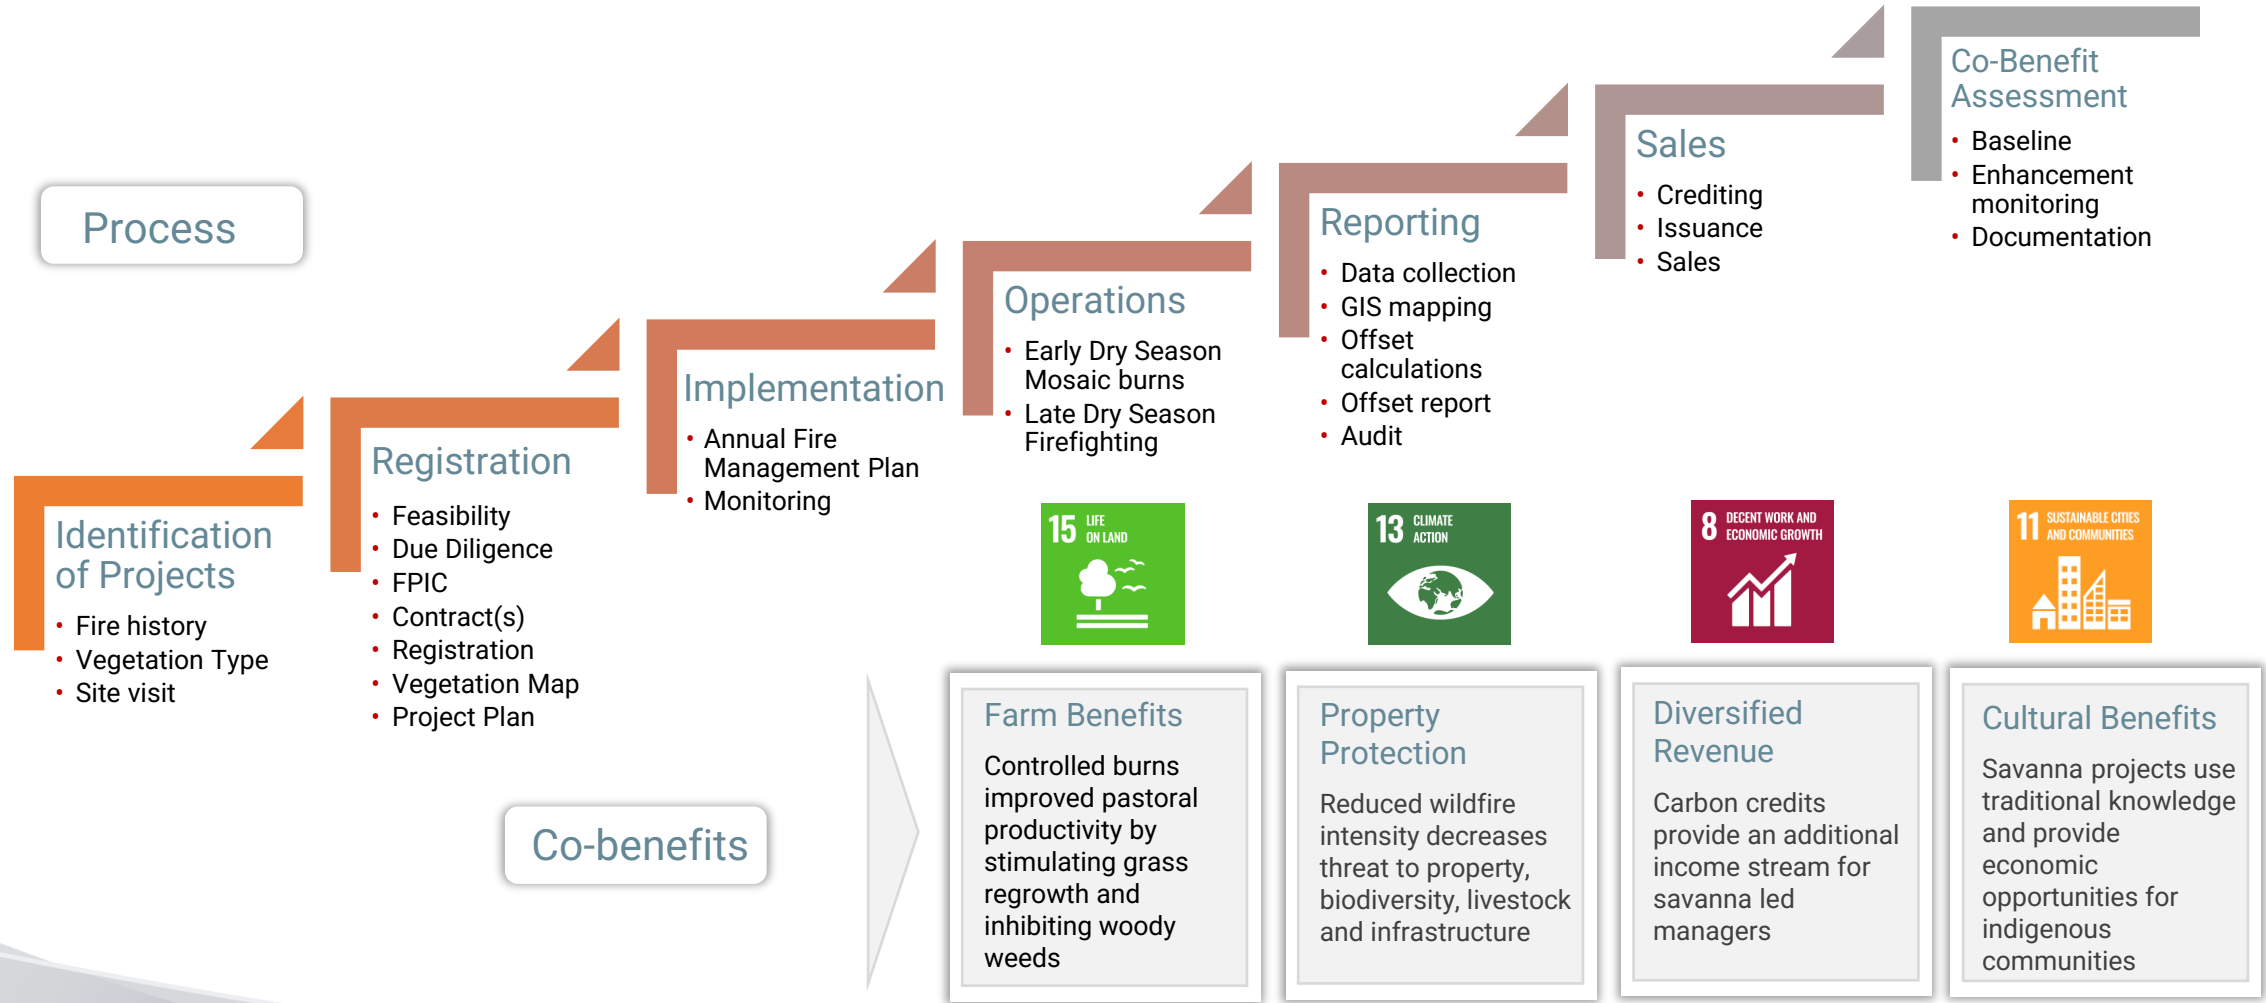 Process
Identification
of Projects
• Fire history
• Vegetation Type
• Site visit
Registration
• Feasibility
• Due Diligence
• FPIC
• Contract(s)
• Registration
• Vegetation Map
• Project Plan
Implementation
• Annual Fire
Management Plan
• Monitoring
Operations
• Early Dry Season
Mosaic burns
• Late Dry Season
Firefighting
Reporting
• Data collection
• GIS mapping
• Offset
calculations
• Offset report
• Audit
Sales
• Crediting
• Issuance
• Sales
Co-Benefit
Assessment
• Baseline
• Enhancement
monitoring
• Documentation
Co-benefits
15 LIFE
ON LAND
Farm Benefits
Controlled burns
improved pastoral
productivity by
stimulating grass
regrowth and
inhibiting woody
weeds
13 CLIMATE
ACTION
Property
Protection
Reduced wildfire
intensity decreases
threat to property,
biodiversity, livestock
and infrastructure
8 DECENT WORK AND
ECONOMIC GROWTH
Diversified
Revenue
Carbon credits
provide an additional
income stream for
savanna led
managers
11 SUSTAINABLE CITIES
AND COMMUNITIES
Cultural Benefits
Savanna projects use
traditional knowledge
and provide
economic
opportunities for
indigenous
communities